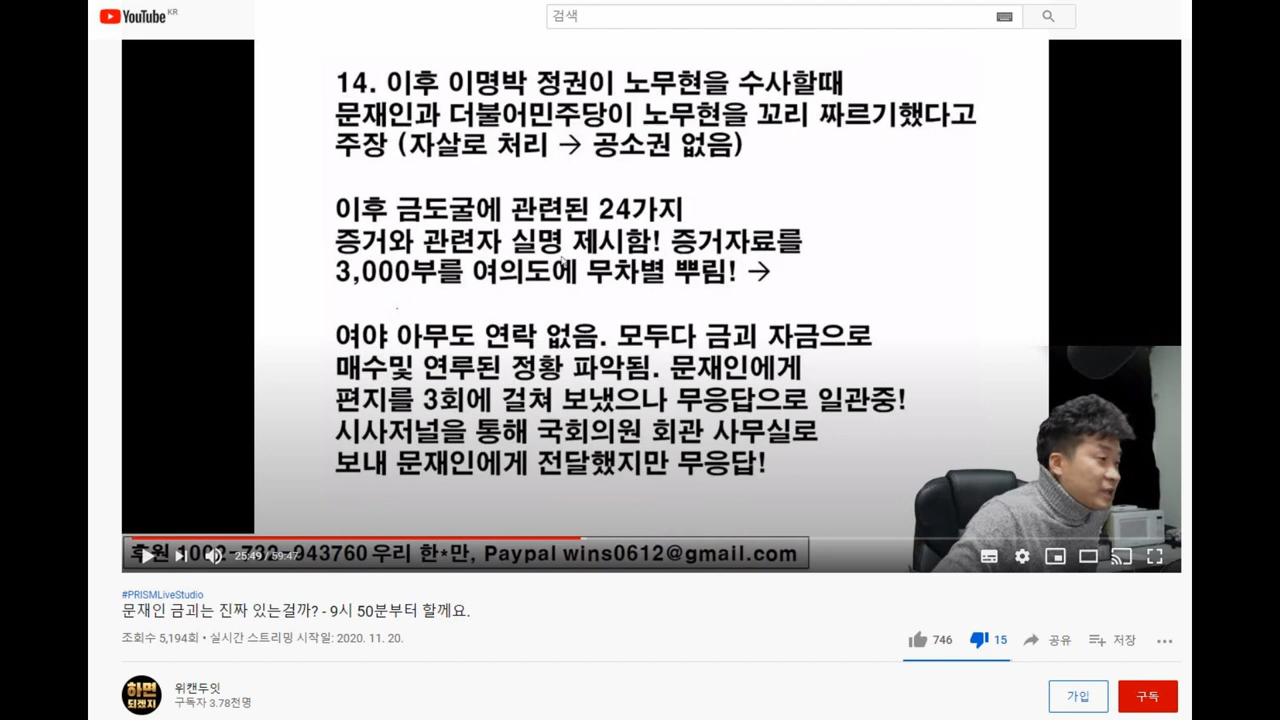 YouTube KR
검색
14. 이후 이명박 정권이 노무현을 수사할때
문재인과 더불어민주당이 노무현을 꼬리 짜르기했다고
주장 (자살로 처리 → 공소권 없음)
이후 금도굴에 관련된 24가지
증거와 관련자 실명 제시함! 증거자료를
3,000부를 여의도에 무차별 뿌림! →
여야 아무도 연락 없음. 모두다 금괴 자금으로
매수및 연루된 정황 파악됨. 문재인에게
편지를 3회에 걸쳐 보냈으나 무응답으로 일관중!
시사저널을 통해 국회의원 회관 사무실로
보내 문재인에게 전달했지만 무응답!
후원 943760 우리 한*만, Paypal wins0612@gmail.com
25:49 / 59:47
#PRISMLiveStudio
문재인 금괴는 진짜 있는걸까? - 9시 50분부터 할께요.
조회수 5,194회 • 실시간 스트리밍 시작일: 2020. 11. 20.
746 15 공유 저장
하면
되겠지
위캔두잇
구독자 3.78천명
가입 구독